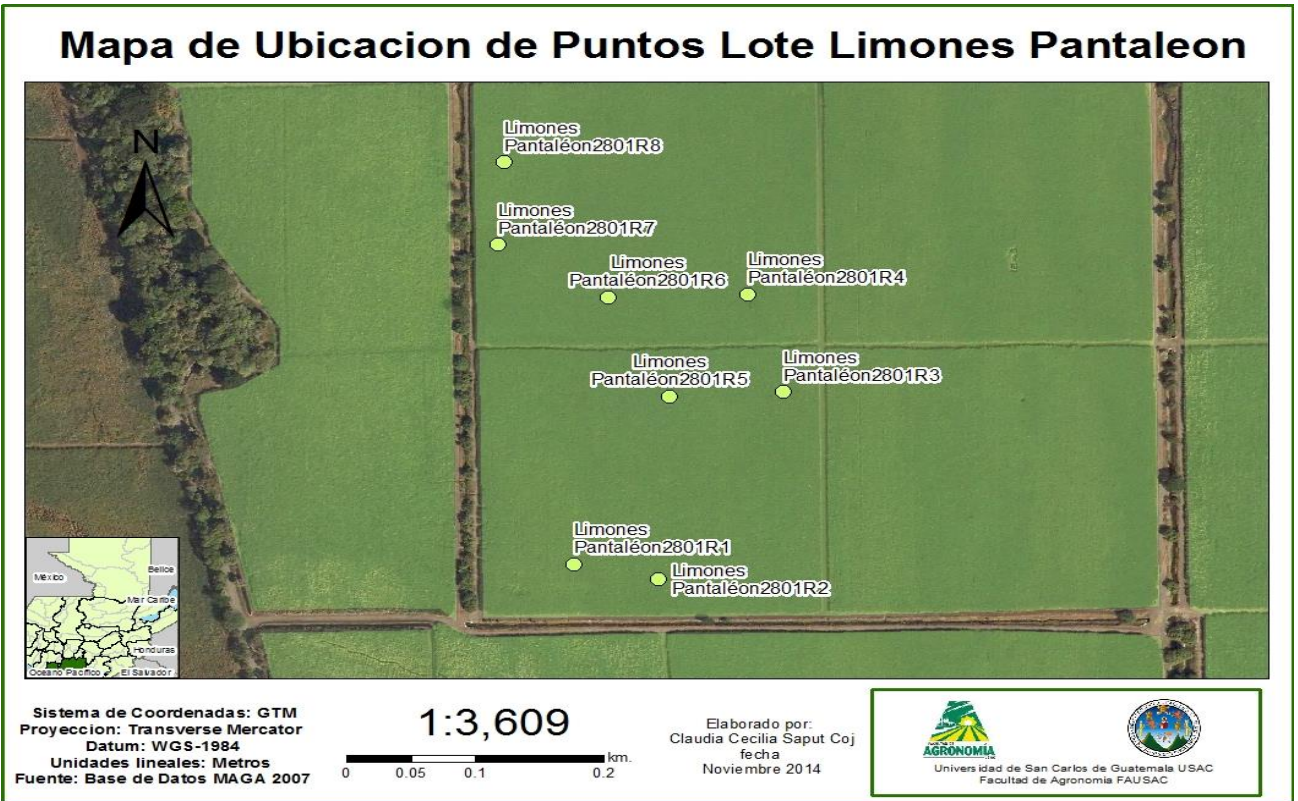 Mapa de Ubicacion de Puntos Lote Limones Pantaleon
N
Limones
Pantaléon2801R8
Limones
Pantaléon2801R7
Limones
Pantaléon2801R6
Limones
Pantaléon2801R4
Limones
Pantaléon2801R5
Limones
Pantaléon2801R3
Limones
Pantaléon2801R1
Limones
Pantaléon2801R2
México
Belice
Mar Caribe
Honduras
Oceano Pacifico
El Salvador
Sistema de Coordenadas: GTM
Proyeccion: Transverse Mercator
Datum: WGS-1984
Unidades lineales: Metros
Fuente: Base de Datos MAGA 2007
1:3,609
km.
0 0.05 0.1 0.2
Elaborado por:
Claudia Cecilia Saput Coj
fecha
Noviembre 2014
AGRONOMÍA
Universidad de San Carlos de Guatemala USAC
Facultad de Agronomia FAUSAC